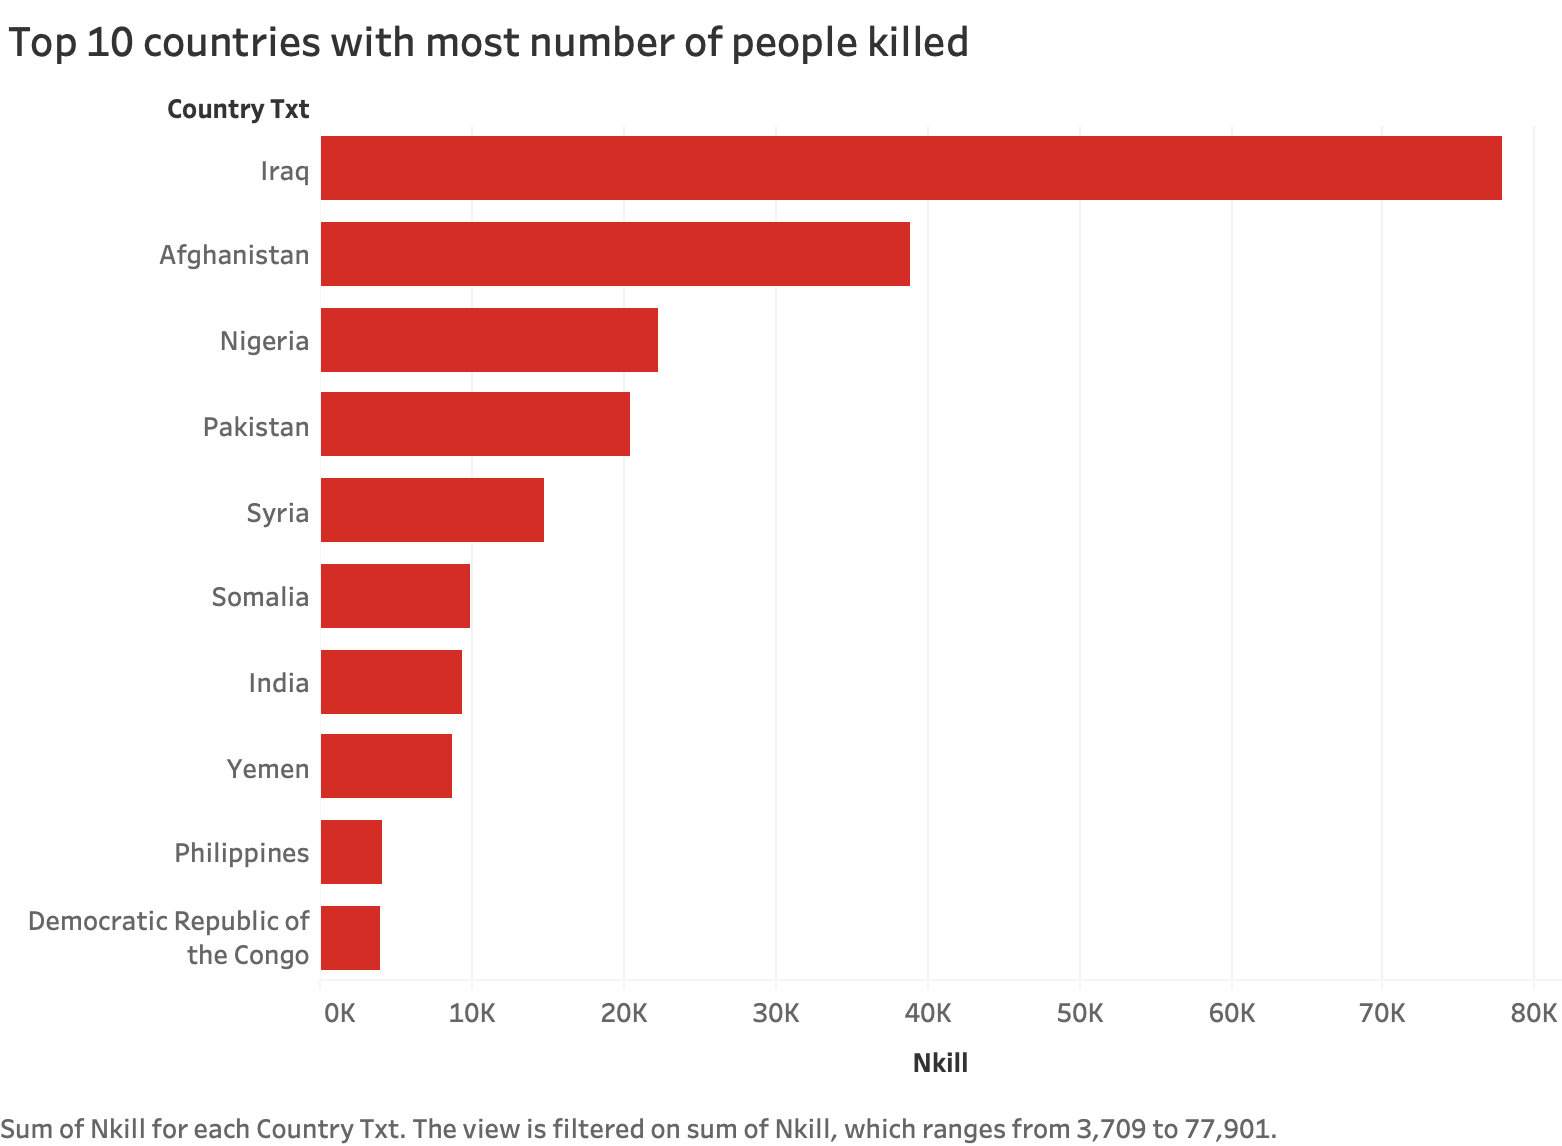 Top 10 countries with most number of people killed
Country Txt
Iraq
Afghanistan
Nigeria
Pakistan
Syria
Somalia
India
Yemen
Philippines
Democratic Republic of
the Congo
0K 10K 20K 30K 40K 50K 60K 70K 80K
Nkill
Sum of Nkill for each Country Txt. The view is filtered on sum of Nkill, which ranges from 3,709 to 77,901.